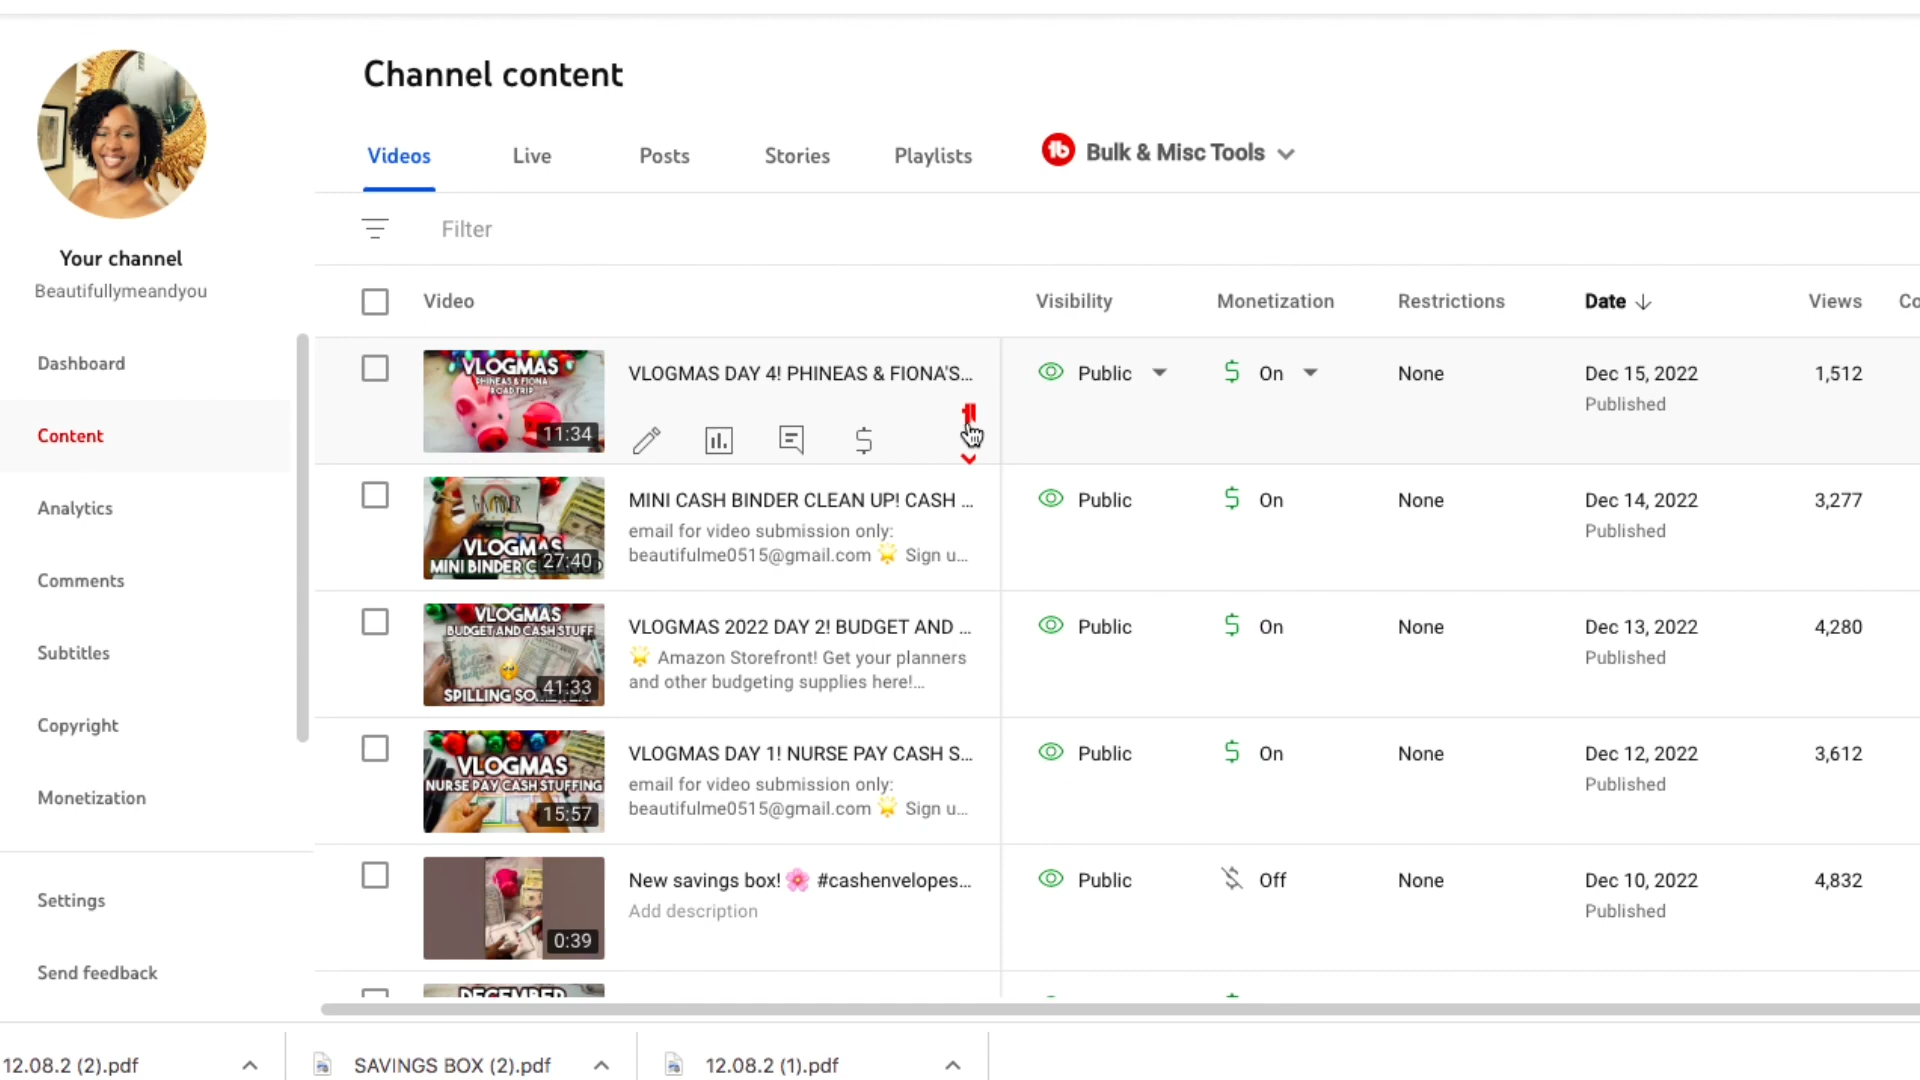 Channel content
Videos
Live
Posts
Stories
Playlists
Bulk & Misc Tools
Filter
Your channel
Beautifullymeandyou
Dashboard
Content
Analytics
Comments
Subtitles
Copyright
Monetization
Settings
Send feedback
Video
Visibility
Monetization
Restrictions
Date
Views
Co
VLOGMAS
PHINEAS & FIONA
ROAD TRIP
11:34
VLOGMAS DAY 4! PHINEAS & FIONA'S...
Public
On
None
Dec 15, 2022
Published
1,512
VLOGMAS
MINI BINDER
27:40
MINI CASH BINDER CLEAN UP! CASH ...
email for video submission only:
beautifulme0515@gmail.com 🌟 Sign u...
Public
On
None
Dec 14, 2022
Published
3,277
VLOGMAS
BUDGET AND CASH STUFF
SPILLING
41:33
VLOGMAS 2022 DAY 2! BUDGET AND ...
🌟 Amazon Storefront! Get your planners
and other budgeting supplies here!...
Public
On
None
Dec 13, 2022
Published
4,280
VLOGMAS
NURSE PAY CASH STUFFING
15:57
VLOGMAS DAY 1! NURSE PAY CASH S...
email for video submission only:
beautifulme0515@gmail.com 🌟 Sign u...
Public
On
None
Dec 12, 2022
Published
3,612
0:39
New savings box! 🌸 #cashenvelopes...
Add description
Public
Off
None
Dec 10, 2022
Published
4,832
DECEMBER
12.08.2 (2).pdf
SAVINGS BOX (2).pdf
12.08.2 (1).pdf